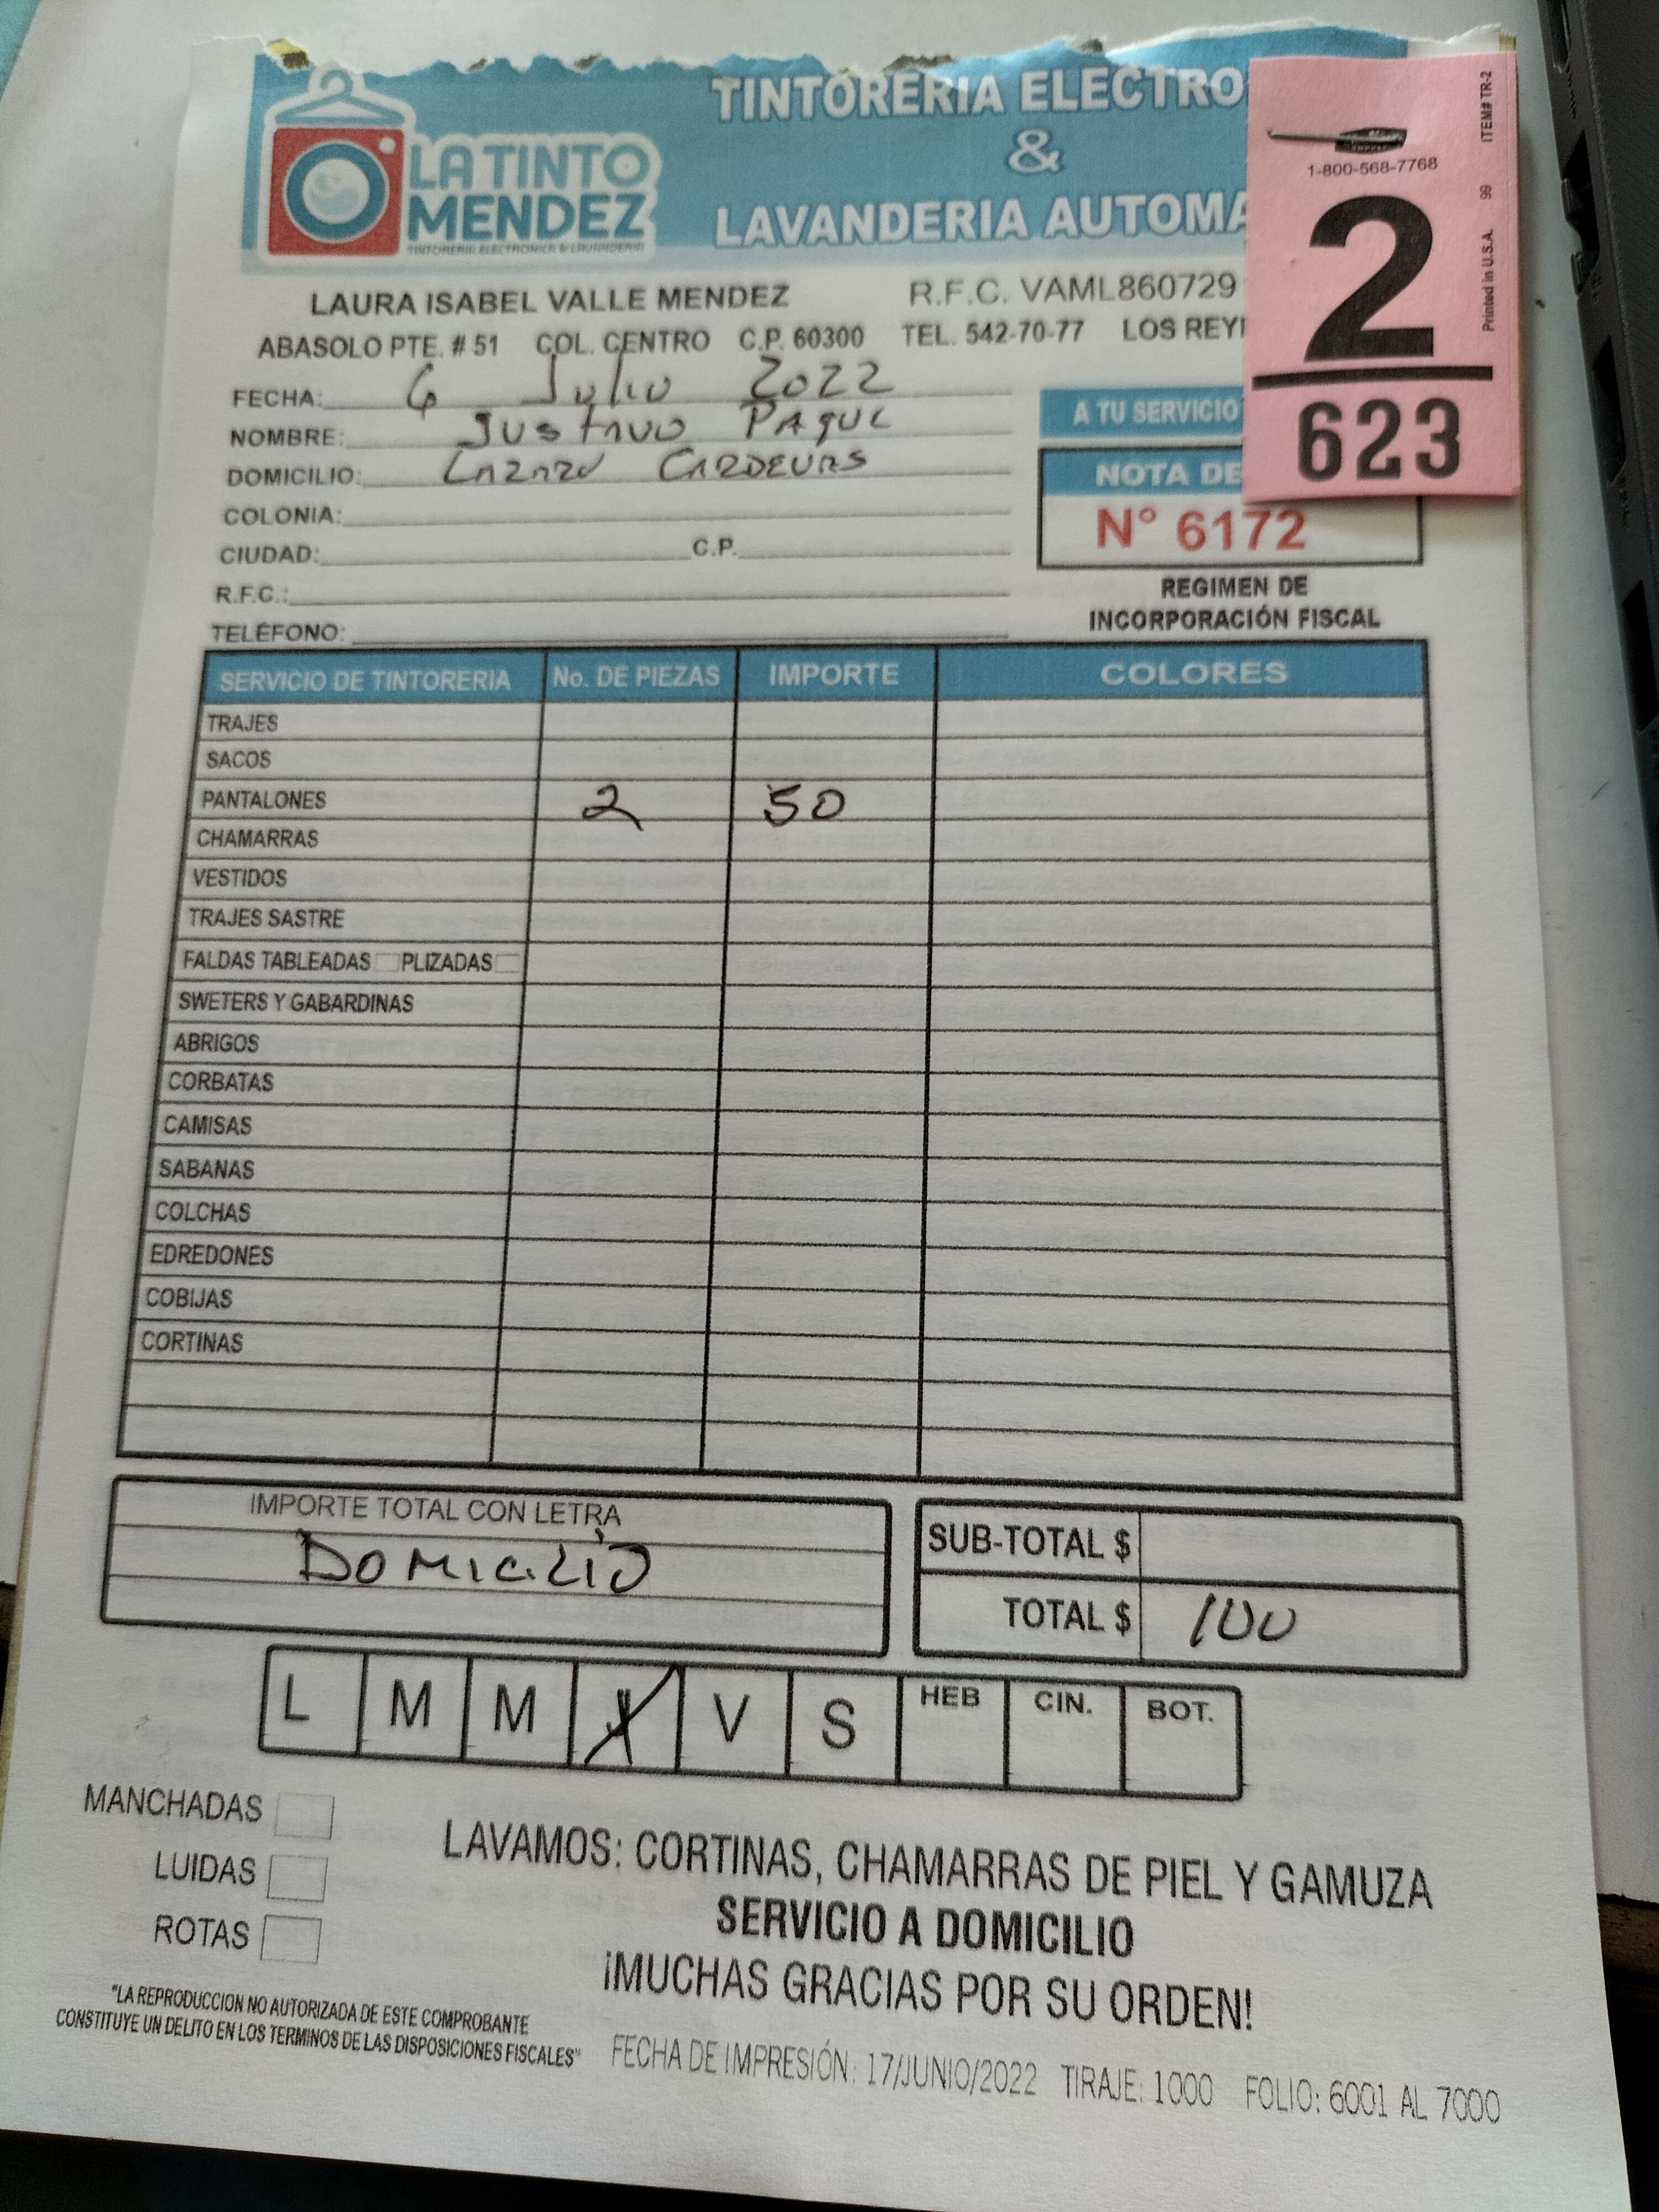 TINTORERIA ELECTRO
&
LAVANDERIA AUTOMA
LA TINTO
MENDEZ
TINTORERIA ELECTRONICA & LAVANDERIA
1-800-568-7768
ITEM# TR-2
99
Printed in U.S.A.
2
623
LAURA ISABEL VALLE MENDEZ R.F.C. VAML860729
ABASOLO PTE. # 51 COL. CENTRO C.P. 60300 TEL. 542-70-77 LOS REY
FECHA: 6 Julio 2022
NOMBRE: Gustavo
DOMICILIO: Lazaro Cardenas
COLONIA:
CIUDAD: C.P.
R.F.C.:
TELÉFONO:
A TU SERVICIO
NOTA DE
N° 6172
REGIMEN DE
INCORPORACIÓN FISCAL
SERVICIO DE TINTORERIA No. DE PIEZAS IMPORTE COLORES
TRAJES
SACOS
PANTALONES 2 50
CHAMARRAS
VESTIDOS
TRAJES SASTRE
FALDAS TABLEADAS PLIZADAS
SWETERS Y GABARDINAS
ABRIGOS
CORBATAS
CAMISAS
SABANAS
COLCHAS
EDREDONES
COBIJAS
CORTINAS
IMPORTE TOTAL CON LETRA
DOMICILIO
SUB-TOTAL $
TOTAL $ 100
L M M J V S HEB CIN. BOT.
MANCHADAS
LUIDAS
ROTAS
LAVAMOS: CORTINAS, CHAMARRAS DE PIEL Y GAMUZA
SERVICIO A DOMICILIO
¡MUCHAS GRACIAS POR SU ORDEN!
"LA REPRODUCCION NO AUTORIZADA DE ESTE COMPROBANTE
CONSTITUYE UN DELITO EN LOS TERMINOS DE LAS DISPOSICIONES FISCALES"
FECHA DE IMPRESIÓN: 17/JUNIO/2022 TIRAJE: 1000 FOLIO: 6001 AL 7000